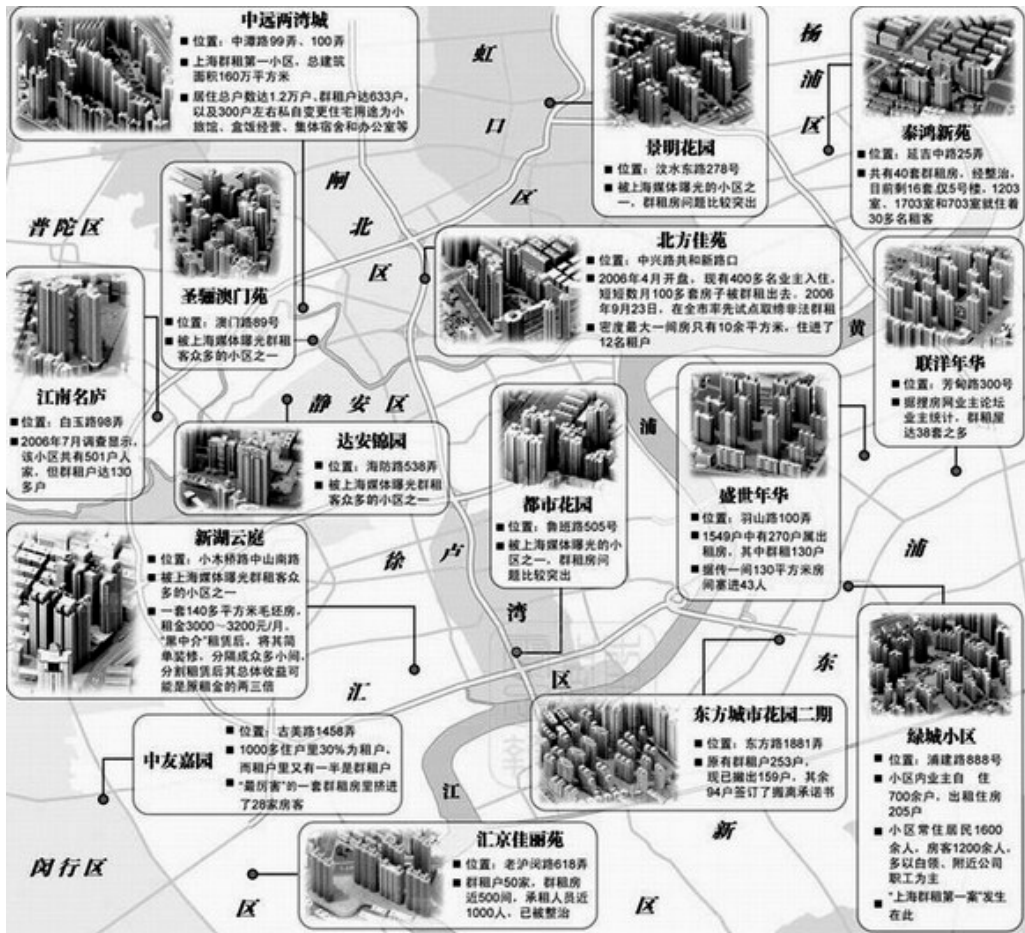 中远两湾城
■ 位置：中潭路99弄、100弄
■ 上海群租第一小区，总建筑
面积160万平方米
■ 居住总户数达1.2万户，群租户达633户，
以及300户左右私自变更住宅用途为小
旅馆、盒饭经营、集体宿舍和办公室等
虹
口
区
景明花园
■ 位置：汶水东路278号
■ 被上海媒体曝光的小区之
一，群租房问题比较突出
杨
浦
区
泰鸿新苑
■ 位置：延吉中路25弄
■ 共有40套群租房，经整治，
目前剩16套，仅5号楼，1203
室、1703室和703室就住着
30多名租客
闸
北
区
普陀区
圣骊澳门苑
■ 位置：澳门路89号
■ 被上海媒体曝光群租
客众多的小区之一
北方佳苑
■ 位置：中兴路共和新路口
■ 2006年4月开盘，现有400多名业主入住，
短短数月100多套房子被群租出去。2006
年9月23日，在全市率先试点取缔非法群租
■ 密度最大一间房只有10余平方米，住进了
12名租户
黄
联洋年华
■ 位置：芳甸路300号
■ 据搜房网业主论坛
业主统计，群租屋
达38套之多
江南名庐
■ 位置：白玉路98弄
■ 2006年7月调查显示，
该小区共有501户人
家，但群租户达130
多户
静安区
达安锦园
■ 位置：海防路538弄
■ 被上海媒体曝光群租
客众多的小区之一
都市花园
■ 位置：鲁班路505号
■ 被上海媒体曝光的小
区之一，群租房问
题比较突出
浦
盛世年华
■ 位置：羽山路100弄
■ 1549户中有270户属出
租房，其中群租130户
■ 据传一间130平方米房
间塞进43人
新湖云庭
■ 位置：小木桥路中山南路
■ 被上海媒体曝光群租客众
多的小区之一
■ 一套140多平方米毛坯房，
租金3000～3200元/月，
“黑中介”租赁后，将其简
单装修，分隔成众多小间，
分割租赁后其总体收益可
能是原租金的两三倍
徐
汇
区
卢
湾
区
浦
东
新
区
东方城市花园二期
■ 位置：东方路1881弄
■ 原有群租户253户，
现已搬出159户，其余
94户签订了搬离承诺书
绿城小区
■ 位置：浦建路888号
■ 小区内业主自 住
700余户，出租住房
205户
■ 小区常住居民1600
余人，房客1200余人，
多以白领、附近公司
职工为主
■ “上海群租第一案”发生
在此
中友嘉园
■ 位置：古美路1458弄
■ 1000多住户里30%为租户，
而租户里又有一半是群租户
■ “最厉害”的一套群租房里挤进
了28家房客
江
闵行区
汇京佳丽苑
■ 位置：老沪闵路618弄
■ 群租户50家，群租房
近500间，承租人员近
1000人，已被整治